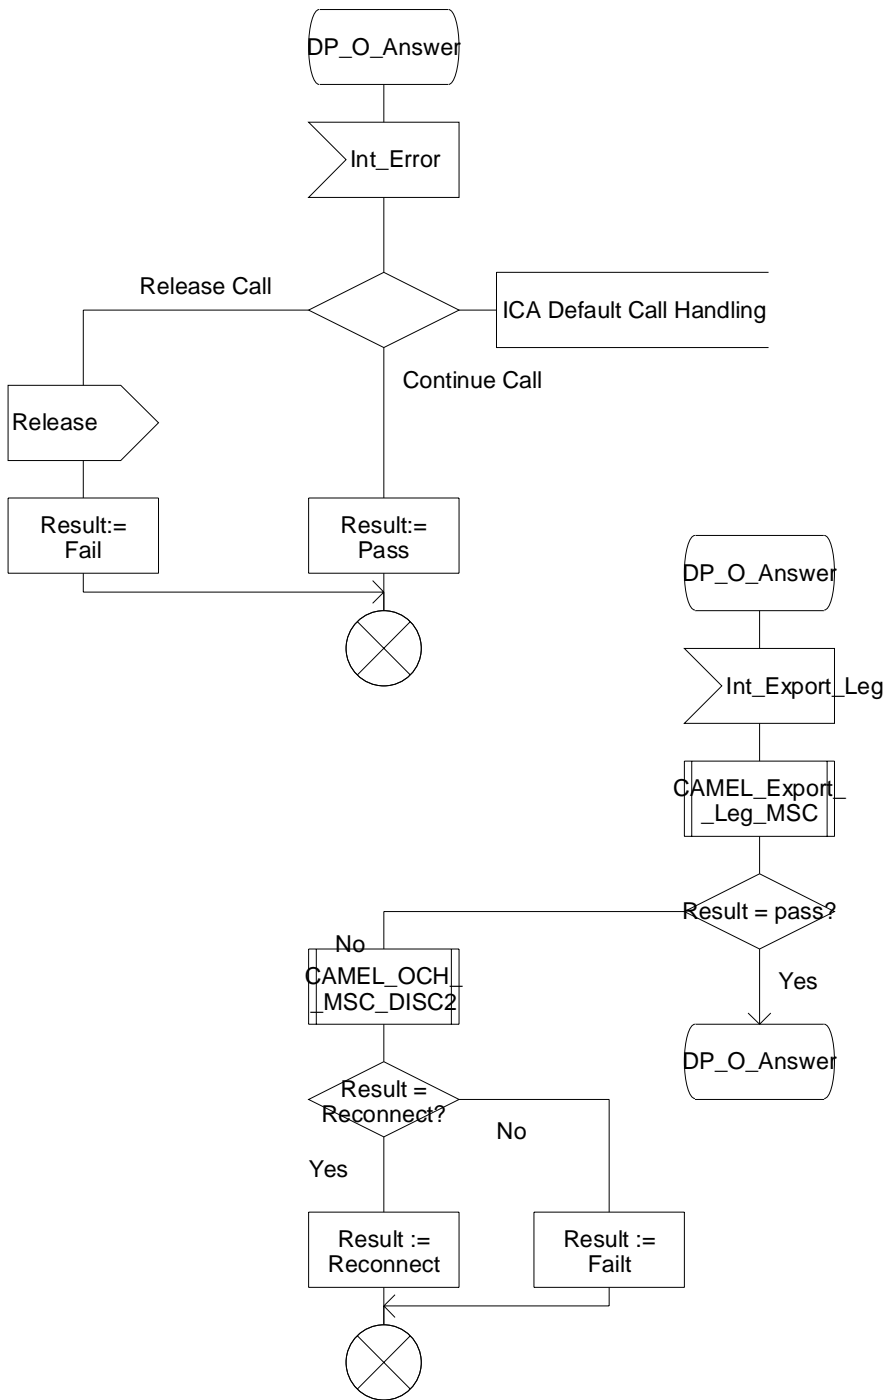 DP_O_Answer
Int_Error
Release Call
ICA Default Call Handling
Continue Call
Release
Result:=
Fail
Result:=
Pass
DP_O_Answer
Int_Export_Leg
CAMEL_Export_
_Leg_MSC
Result = pass?
No
Yes
CAMEL_OCH_
_MSC_DISC2
DP_O_Answer
Result =
Reconnect?
No
Yes
Result :=
Reconnect
Result :=
Failt